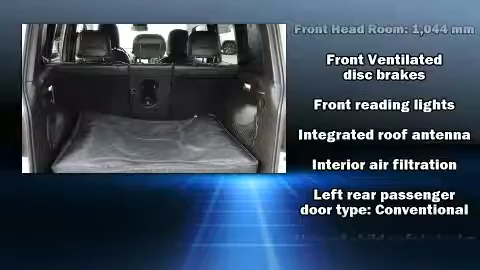 Front Head Room: 1,044 mm
Front Ventilated
disc brakes
Front reading lights
Integrated roof antenna
Interior air filtration
Left rear passenger
door type: Conventional